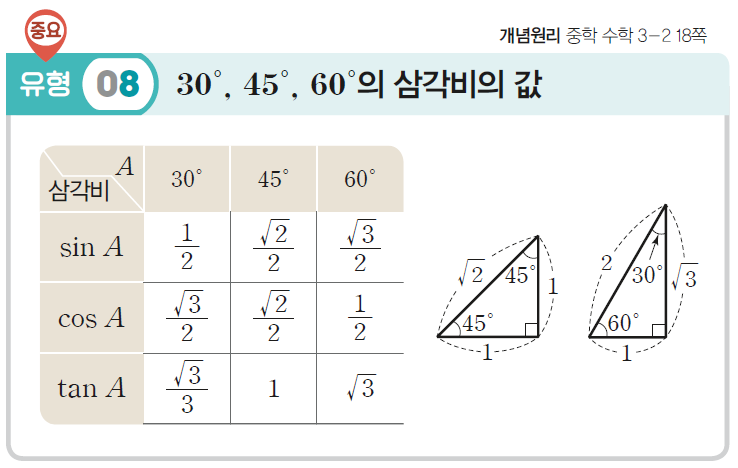 중요
개념원리 중학 수학 3-2 18쪽
유형 08 30°, 45°, 60°의 삼각비의 값
삼각비 A 30° 45° 60°
sin A 1/2 √2/2 √3/2
cos A √3/2 √2/2 1/2
tan A √3/3 1 √3
√2 45° 1
45°
1
2 30° √3
60°
1